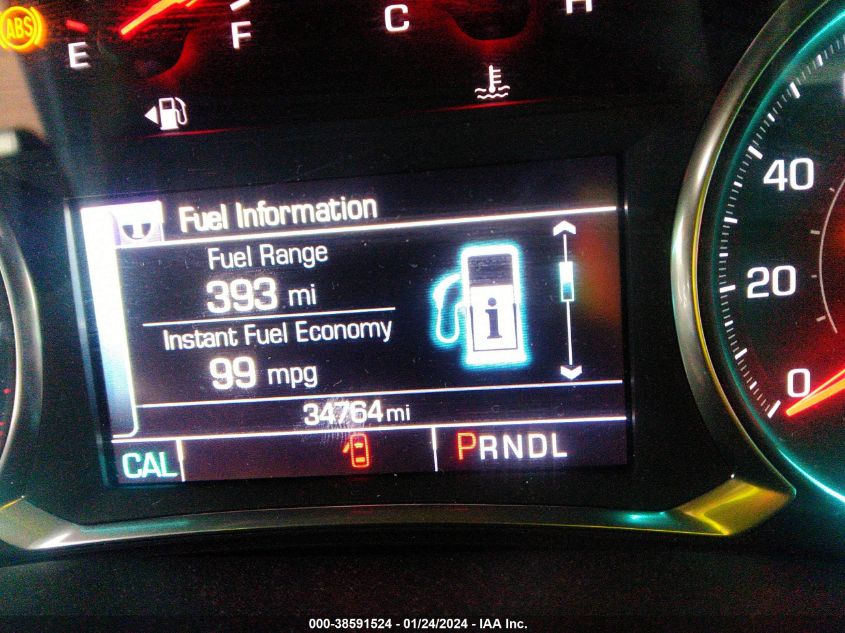 ABS
E F C H
Fuel Information
Fuel Range
393 mi
Instant Fuel Economy
99 mpg
i
34764 mi
CAL
PRNDL
40
20
0
000-38591524 - 01/24/2024 - IAA Inc.